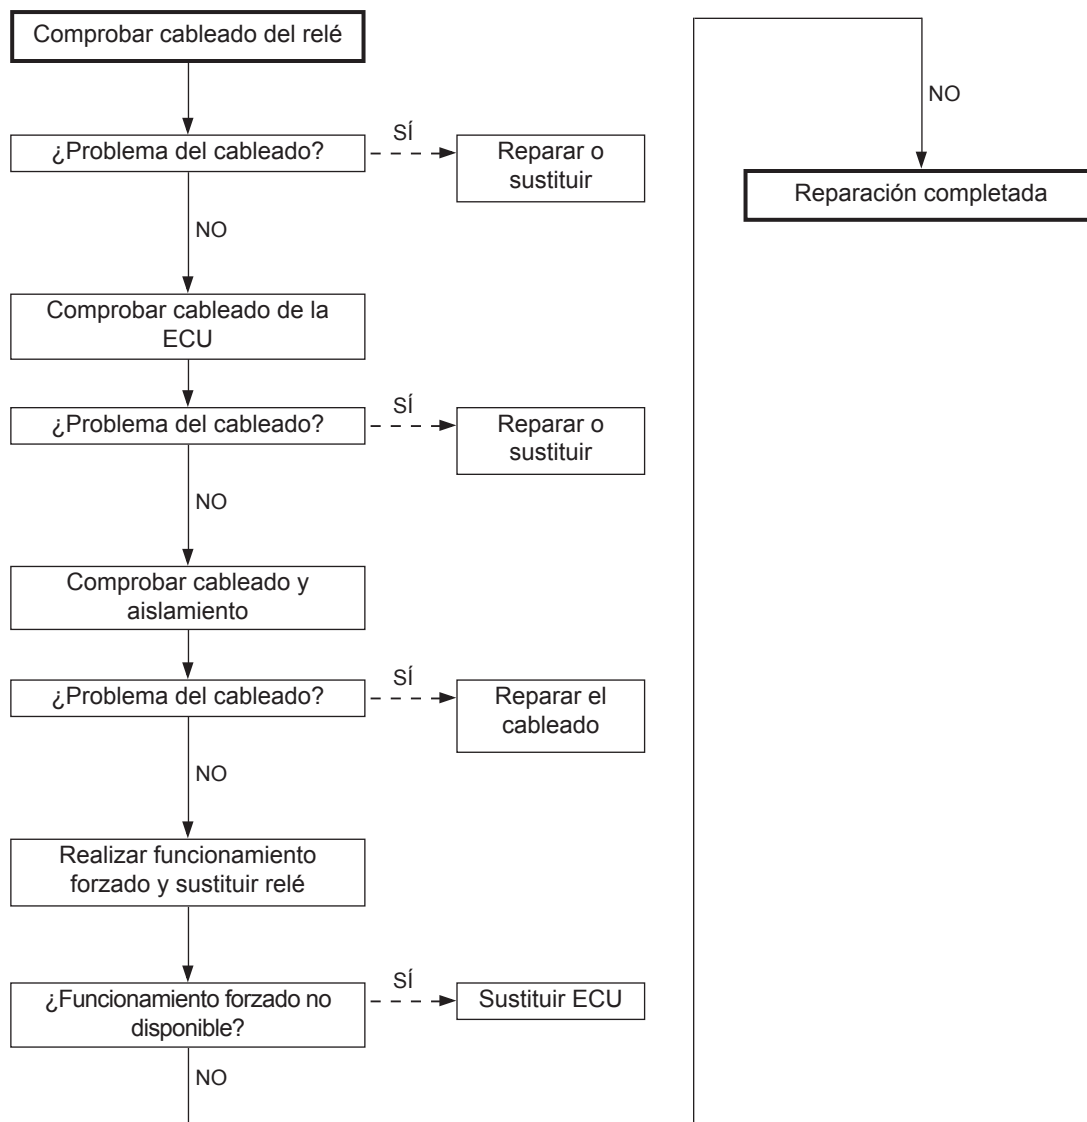 Comprobar cableado del relé
¿Problema del cableado?
SÍ
Reparar o
sustituir
NO
Comprobar cableado de la
ECU
¿Problema del cableado?
SÍ
Reparar o
sustituir
NO
Comprobar cableado y
aislamiento
¿Problema del cableado?
SÍ
Reparar el
cableado
NO
Realizar funcionamiento
forzado y sustituir relé
¿Funcionamiento forzado no
disponible?
SÍ
Sustituir ECU
NO
NO
Reparación completada